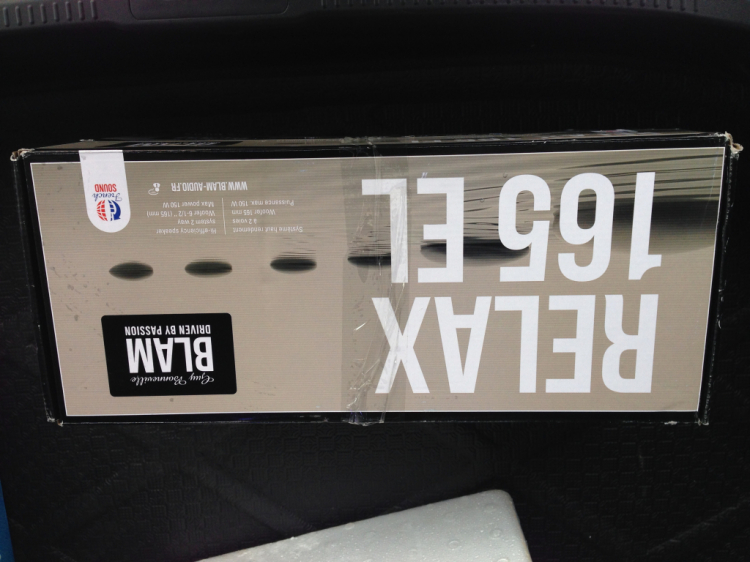 RELAX
165 EL
Guy Bonneville
BLAM
DRIVEN BY PASSION
Système haut rendement
à 2 voies
Woofer 165 mm
Puissance max. 150 W
Hi-efficiency speaker
system 2 way
Woofer 6-1/2" (165 mm)
Max power 150 W
WWW.BLAM-AUDIO.FR
French
SOUND